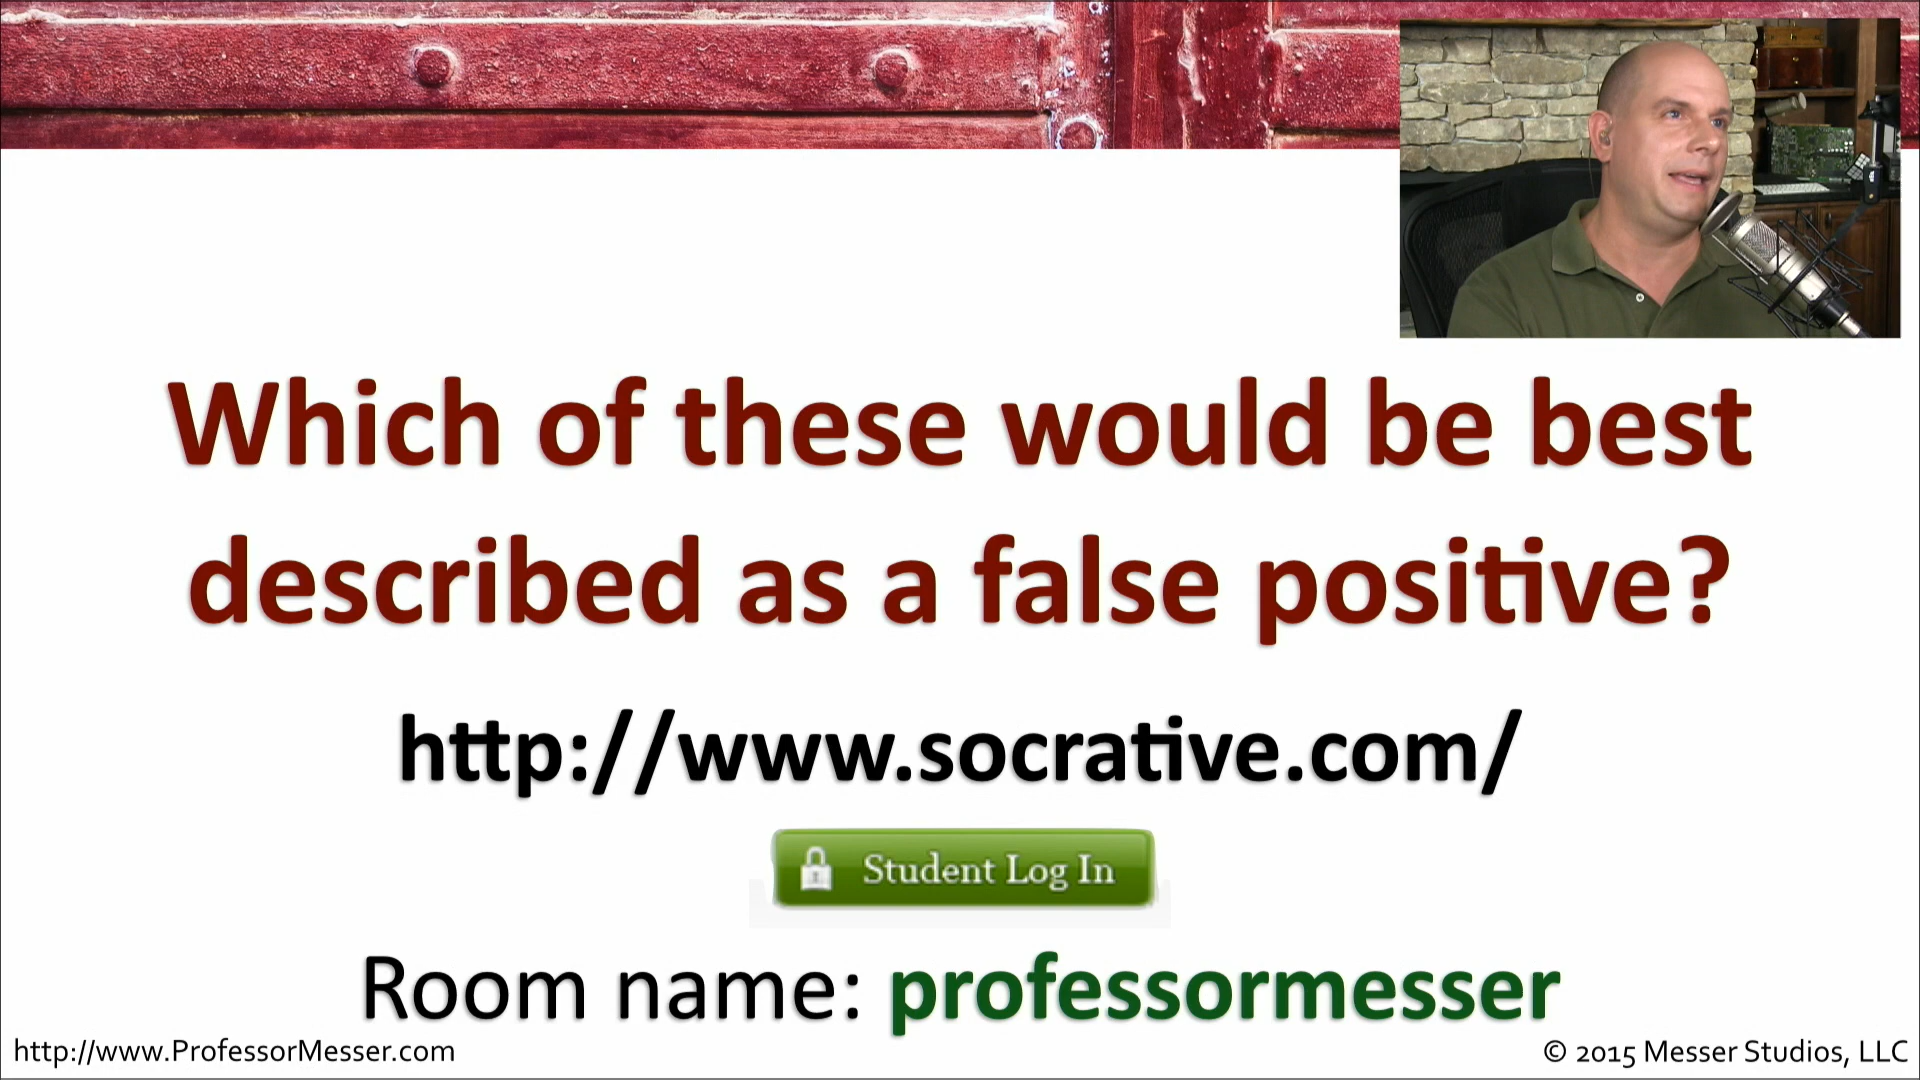 Which of these would be best
described as a false positive?
http://www.socrative.com/
Student Log In
Room name: professormesser
http://www.ProfessorMesser.com
© 2015 Messer Studios, LLC